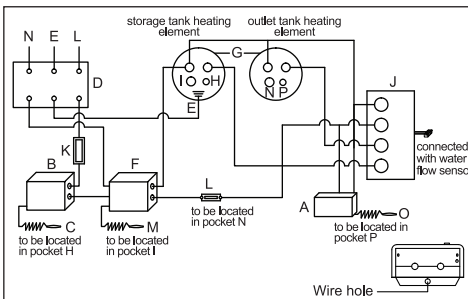 storage tank heating
element
outlet tank heating
element
N E L
G
I H
N P
D
E
J
K
B
F
L
connected
with water
flow senso
A
C
M
to be located
in pocket N
O
to be located
in pocket H
to be located
in pocket I
to be located in
pocket P
Wire hole